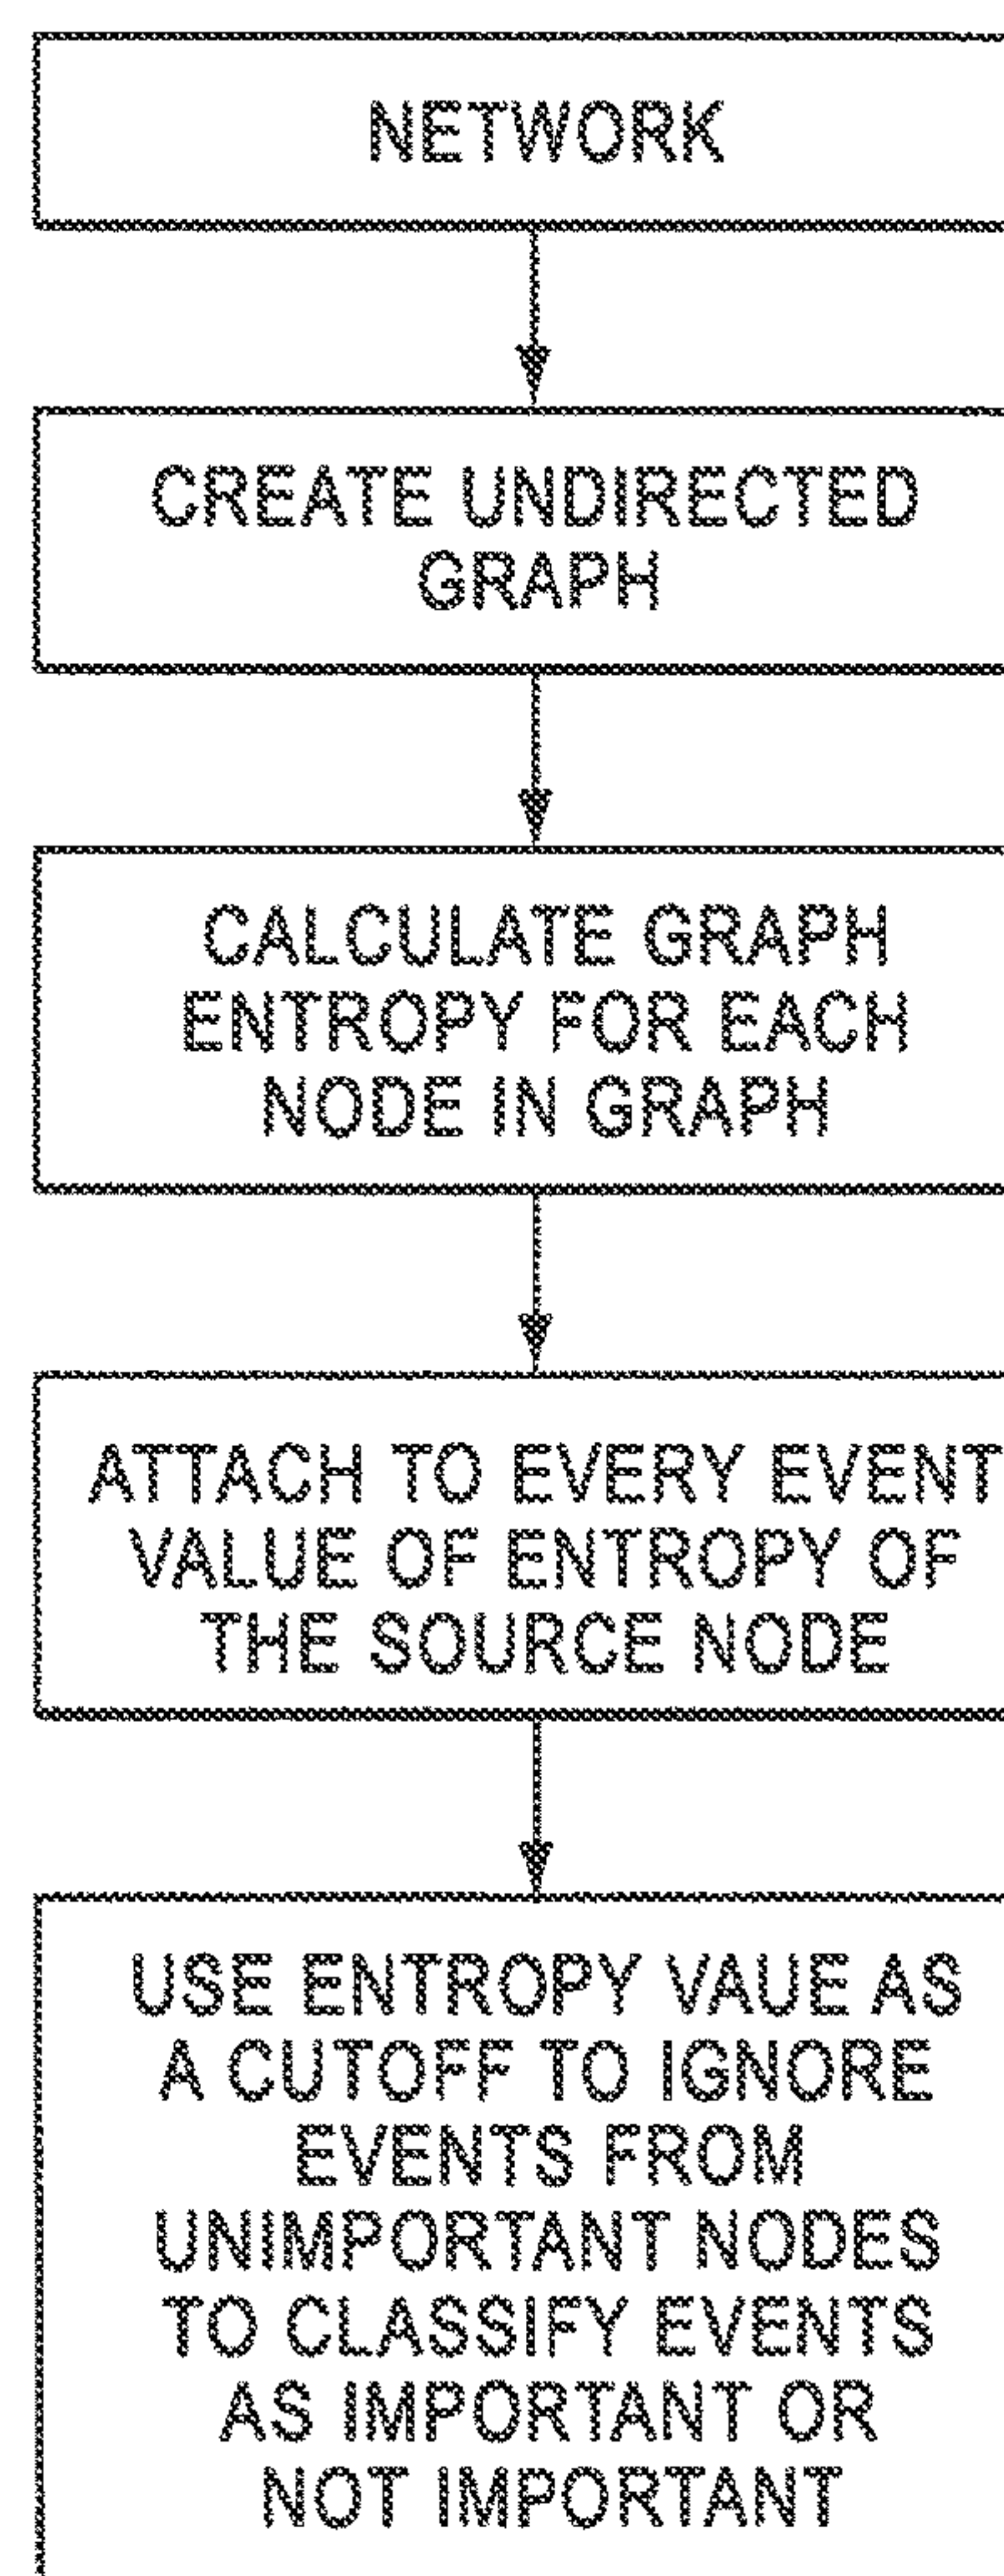 NETWORK
CREATE UNDIRECTED
GRAPH
CALCULATE GRAPH
ENTROPY FOR EACH
NODE IN GRAPH
ATTACH TO EVERY EVENT
VALUE OF ENTROPY OF
THE SOURCE NODE
USE ENTROPY VAUE AS
A CUTOFF TO IGNORE
EVENTS FROM
UNIMPORTANT NODES
TO CLASSIFY EVENTS
AS IMPORTANT OR
NOT IMPORTANT